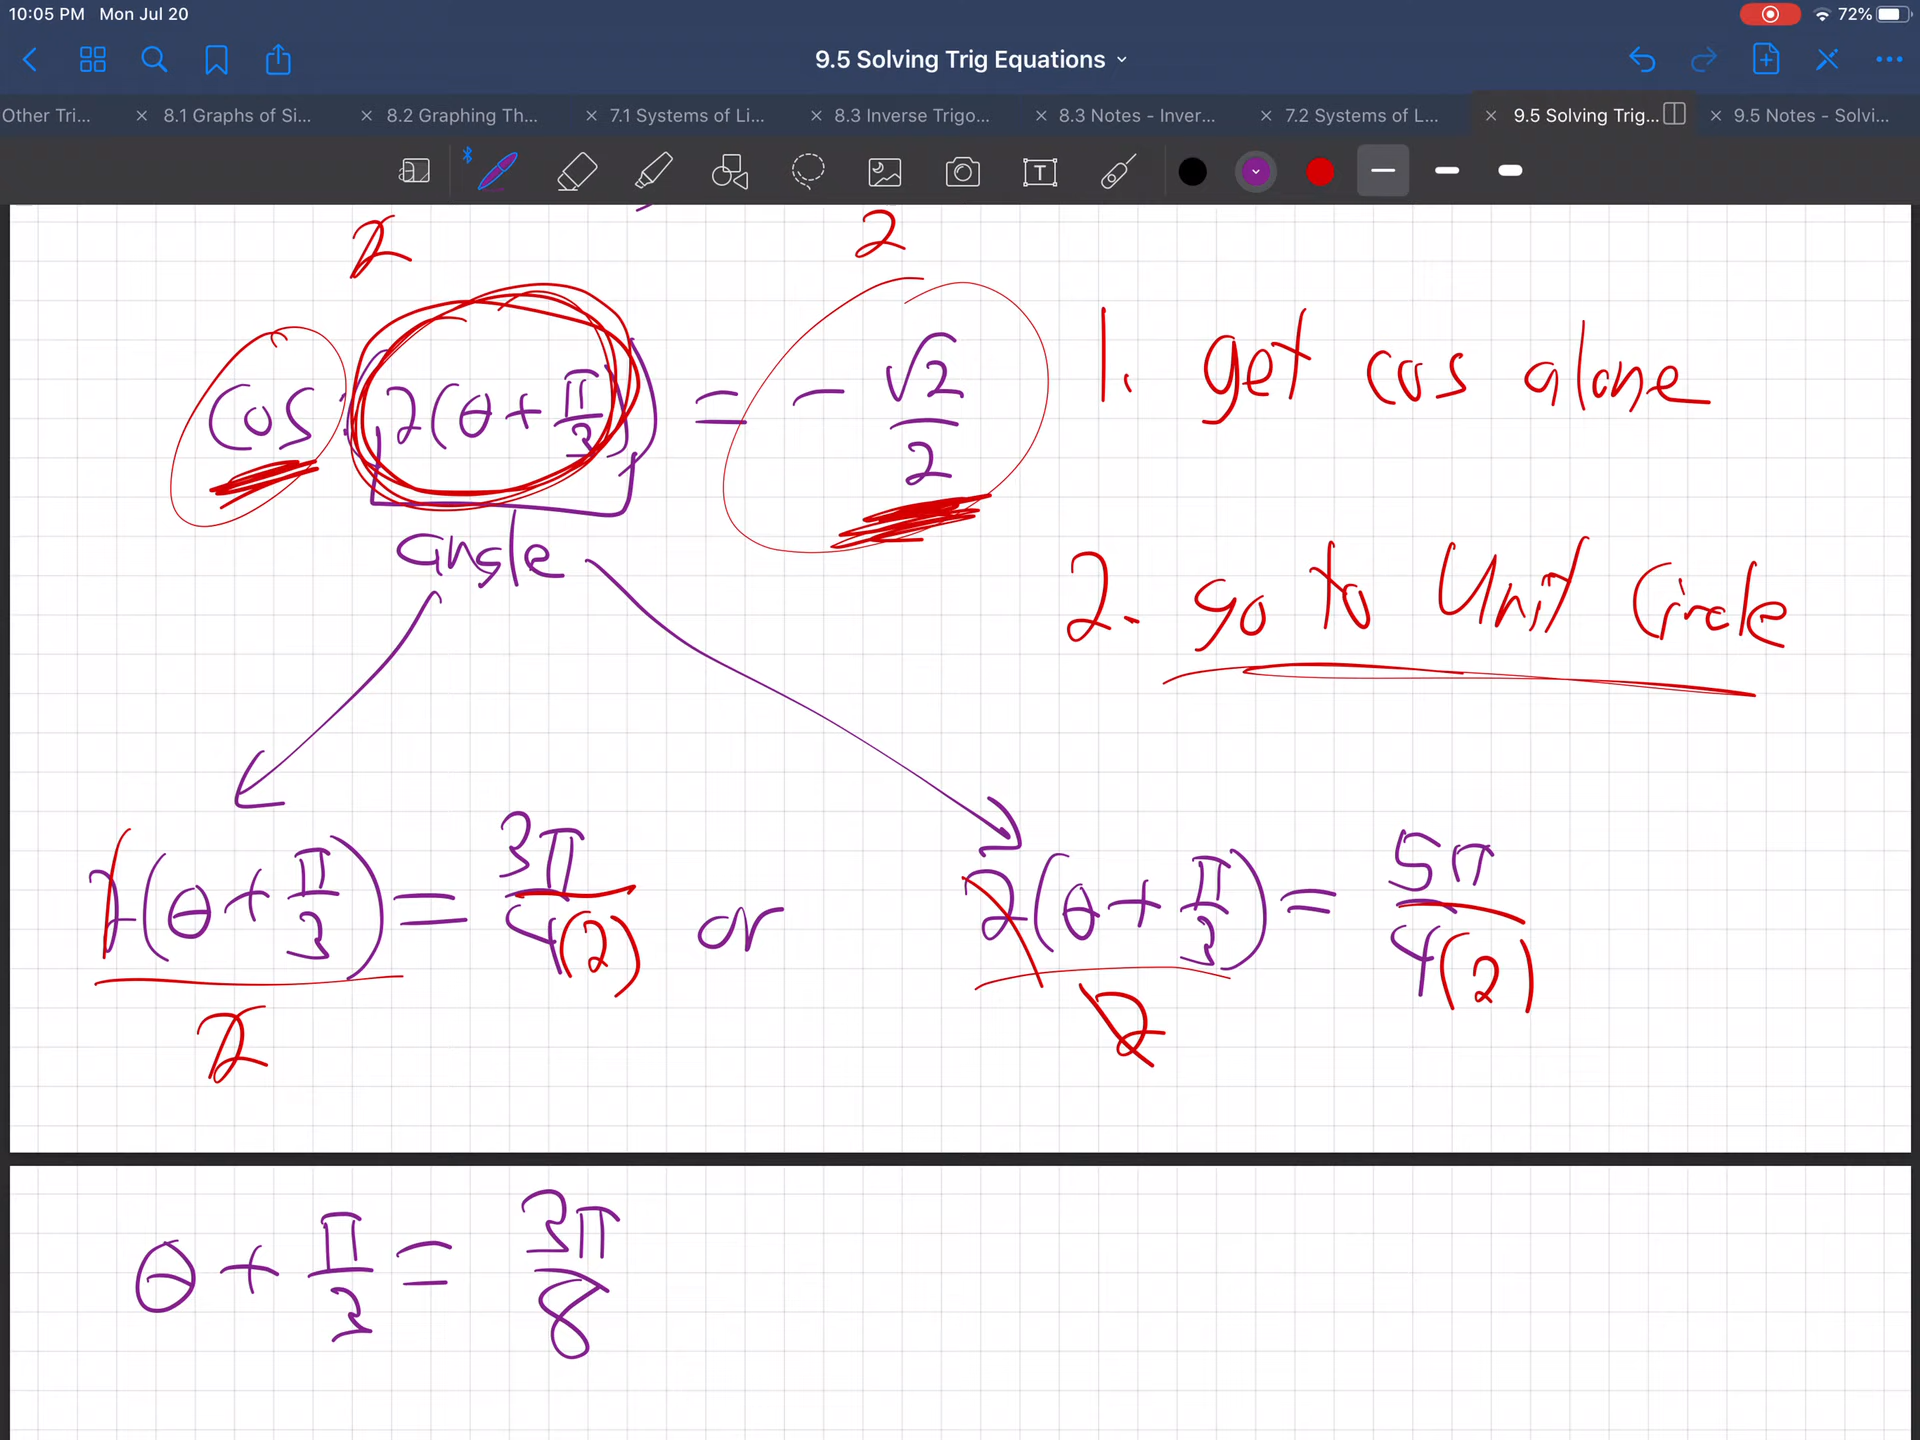 10:05 PM Mon Jul 20
72%
9.5 Solving Trig Equations
Other Tri...
8.1 Graphs of Si...
8.2 Graphing Th...
7.1 Systems of Li...
8.3 Inverse Trigo...
8.3 Notes - Inver...
7.2 Systems of L...
9.5 Solving Trig...
9.5 Notes - Solvi...
T
2 2
cos (2(θ + π/3)) = - √2/2
1. get cos alone
angle
2. go to Unit Circle
2(θ + π/3)/2 = 3π/4(2) or 2(θ + π/3)/2 = 5π/4(2)
θ + π/3 = 3π/8